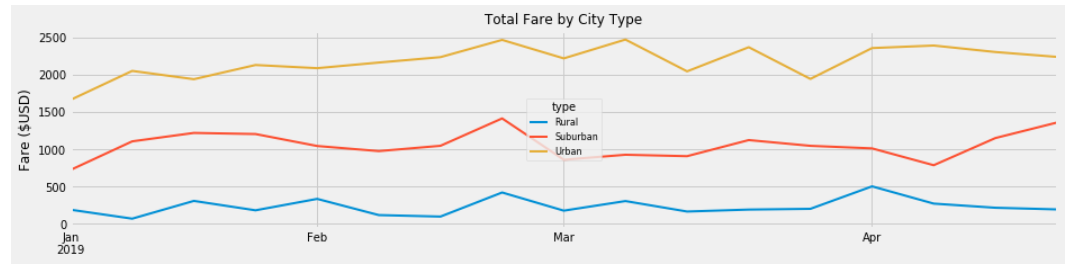 Total Fare by City Type
Fare ($USD)
2500
2000
1500
1000
500
0
type
Rural
Suburban
Urban
Jan
2019
Feb
Mar
Apr